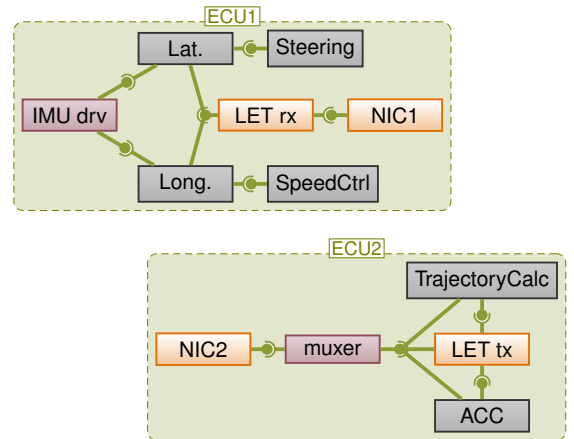 ECU1
Lat.
Steering
IMU drv
LET rx
NIC1
Long.
SpeedCtrl
ECU2
TrajectoryCalc
NIC2
muxer
LET tx
ACC